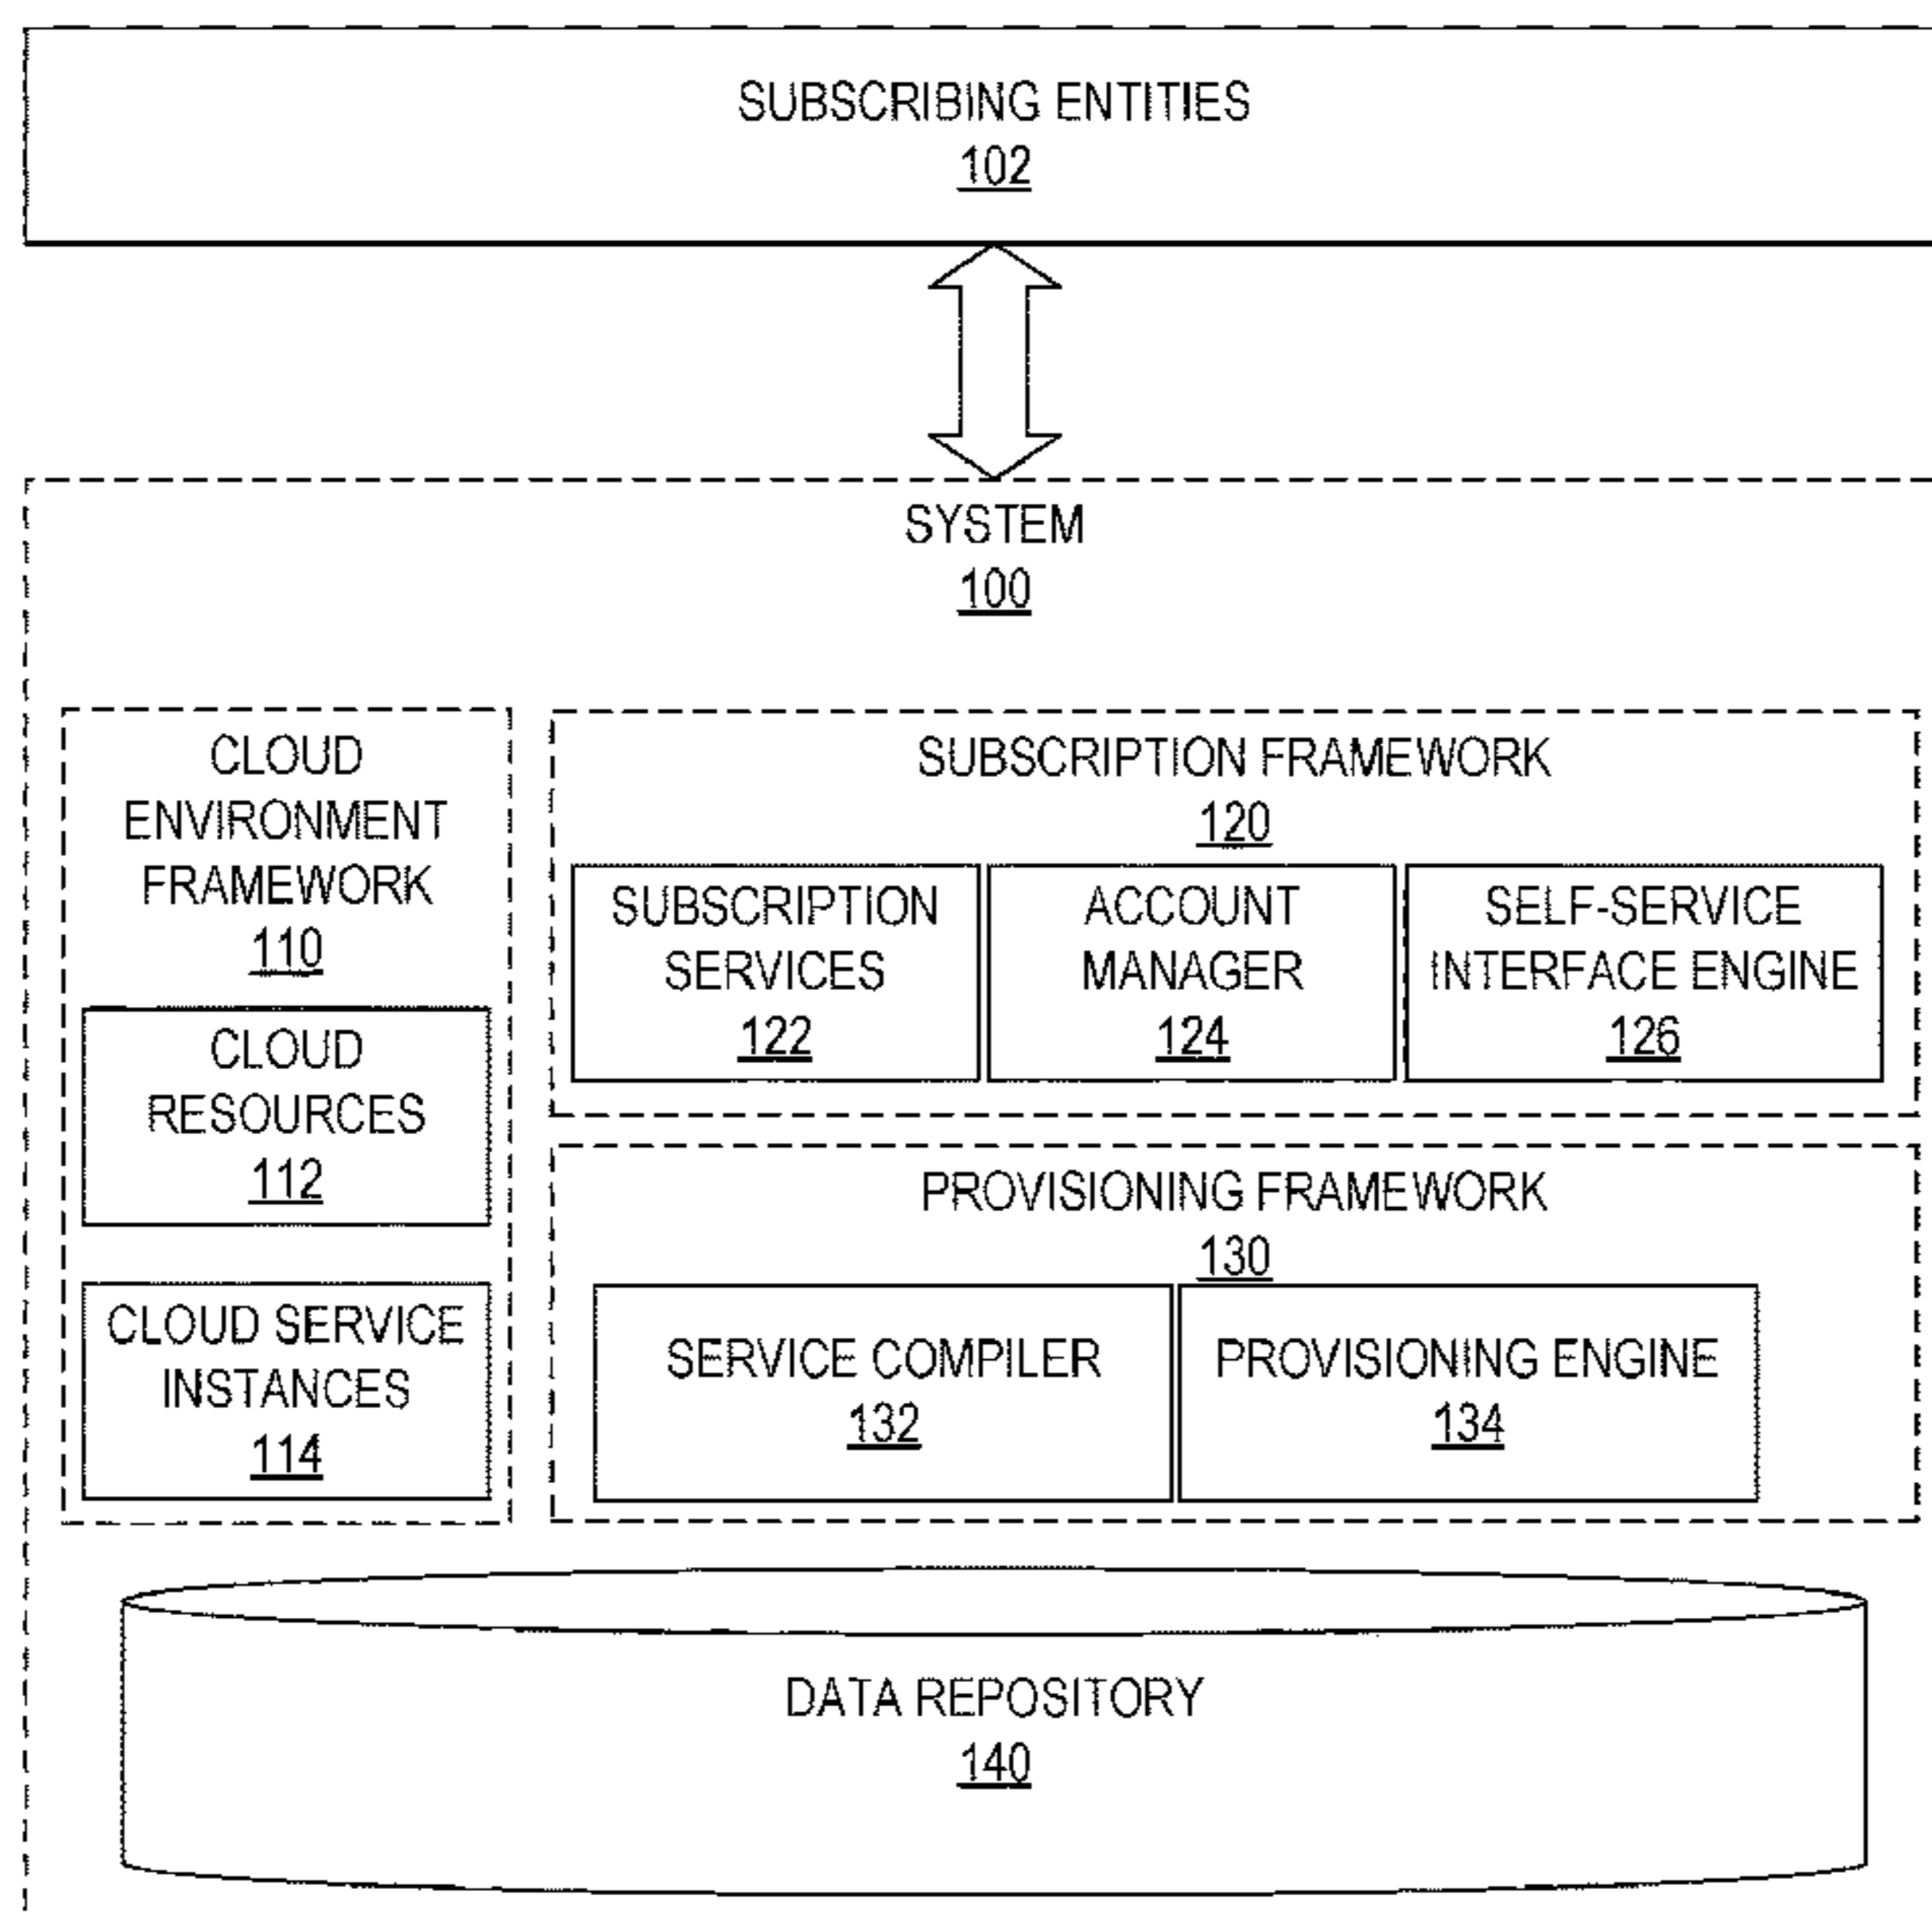 SUBSCRIBING ENTITIES
102
SYSTEM
100
CLOUD
ENVIRONMENT
FRAMEWORK
110
CLOUD
RESOURCES
112
CLOUD SERVICE
INSTANCES
114
SUBSCRIPTION FRAMEWORK
120
SUBSCRIPTION
SERVICES
122
ACCOUNT
MANAGER
124
SELF-SERVICE
INTERFACE ENGINE
126
PROVISIONING FRAMEWORK
130
SERVICE COMPILER
132
PROVISIONING ENGINE
134
DATA REPOSITORY
140